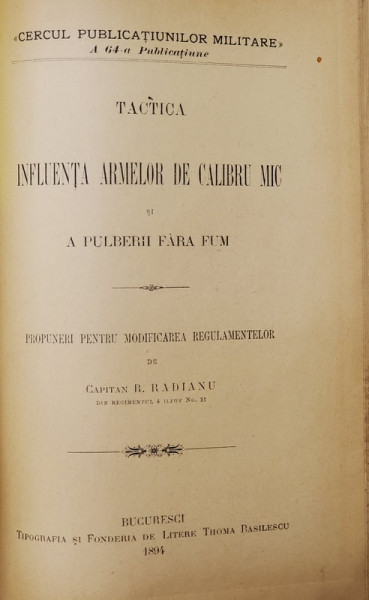 «CERCUL PUBLICAȚIUNILOR MILITARE»
A 64-a Publicațiune
TACTICA
INFLUENȚA ARMELOR DE CALIBRU MIC
ȘI
A PULBERII FĂRA FUM
PROPUNERI PENTRU MODIFICAREA REGULAMENTELOR
DE
CAPITAN R. RADIANU
DIN REGIMENTUL 4 ILFOV No. 21
BUCURESCI
TIPOGRAFIA ȘI FONDERIA DE LITERE THOMA BASILESCU
1894